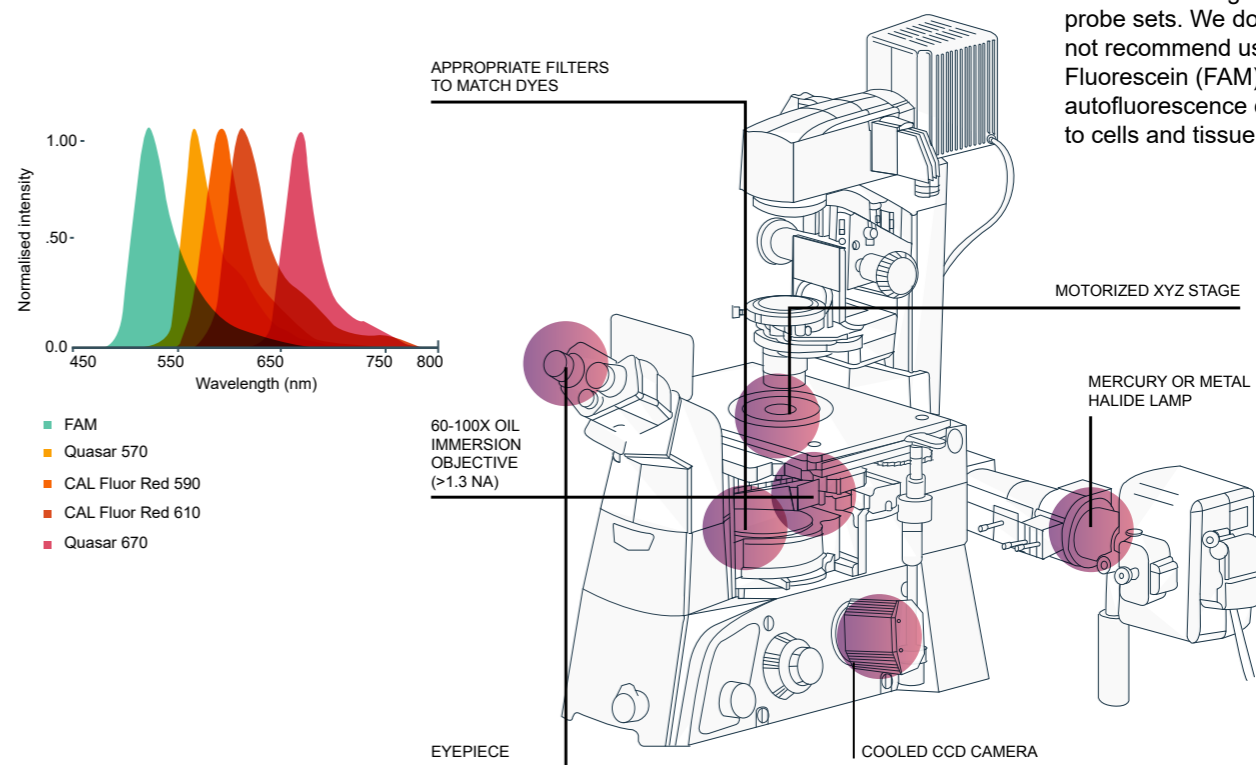 probe sets. We do
not recommend us
Fluorescein (FAM)
autofluorescence
to cells and tissue
APPROPRIATE FILTERS
TO MATCH DYES
1.00
.50
0.0
Normalised intensity
450 550 650 750 800
Wavelength (nm)
FAM
Quasar 570
CAL Fluor Red 590
CAL Fluor Red 610
Quasar 670
MOTORIZED XYZ STAGE
MERCURY OR METAL
HALIDE LAMP
60-100X OIL
IMMERSION
OBJECTIVE
(>1.3 NA)
EYEPIECE
COOLED CCD CAMERA